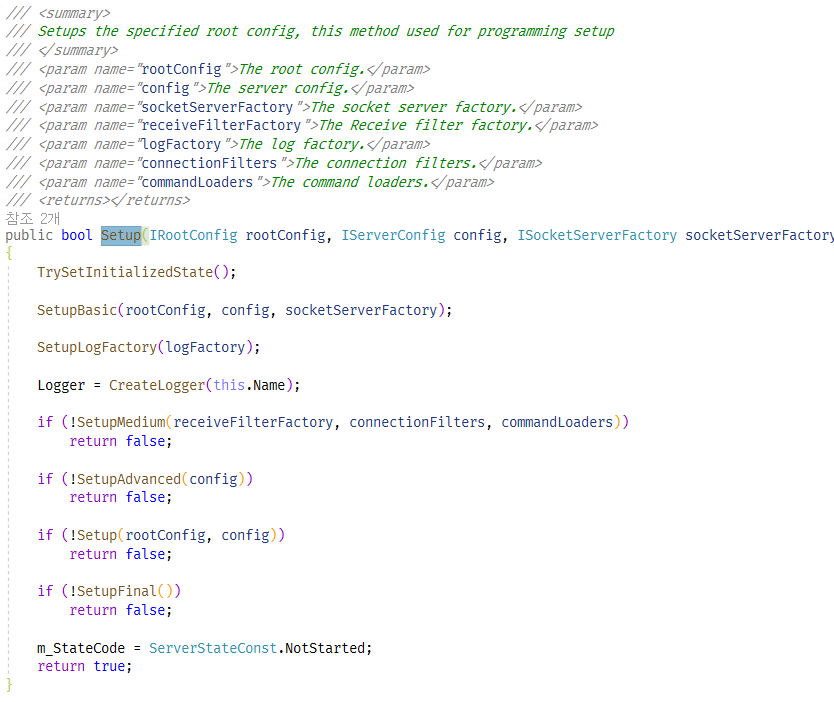 /// <summary>
/// Setups the specified root config, this method used for programming setup
/// </summary>
/// <param name="rootConfig">The root config.</param>
/// <param name="config">The server config.</param>
/// <param name="socketServerFactory">The socket server factory.</param>
/// <param name="receiveFilterFactory">The Receive filter factory.</param>
/// <param name="logFactory">The log factory.</param>
/// <param name="connectionFilters">The connection filters.</param>
/// <param name="commandLoaders">The command loaders.</param>
/// <returns></returns>
참조 2개
public bool Setup(IRootConfig rootConfig, IServerConfig config, ISocketServerFactory socketServerFactory
{
TrySetInitializedState();
SetupBasic(rootConfig, config, socketServerFactory);
SetupLogFactory(logFactory);
Logger = CreateLogger(this.Name);
if (!SetupMedium(receiveFilterFactory, connectionFilters, commandLoaders))
return false;
if (!SetupAdvanced(config))
return false;
if (!Setup(rootConfig, config))
return false;
if (!SetupFinal())
return false;
m_StateCode = ServerStateConst.NotStarted;
return true;
}